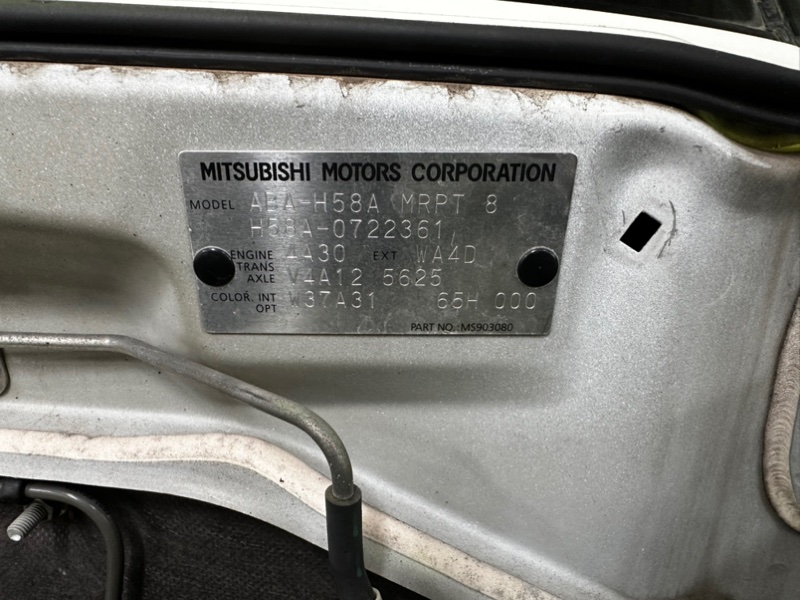 MITSUBISHI MOTORS CORPORATION
MODEL ABA-H58A MRPT 8
H58A-0722361
ENGINE 4A30 EXT WA4D
TRANS AXLE V4A12 5625
COLOR, INT OPT W37A31 65H 000
PART NO.: MS903080